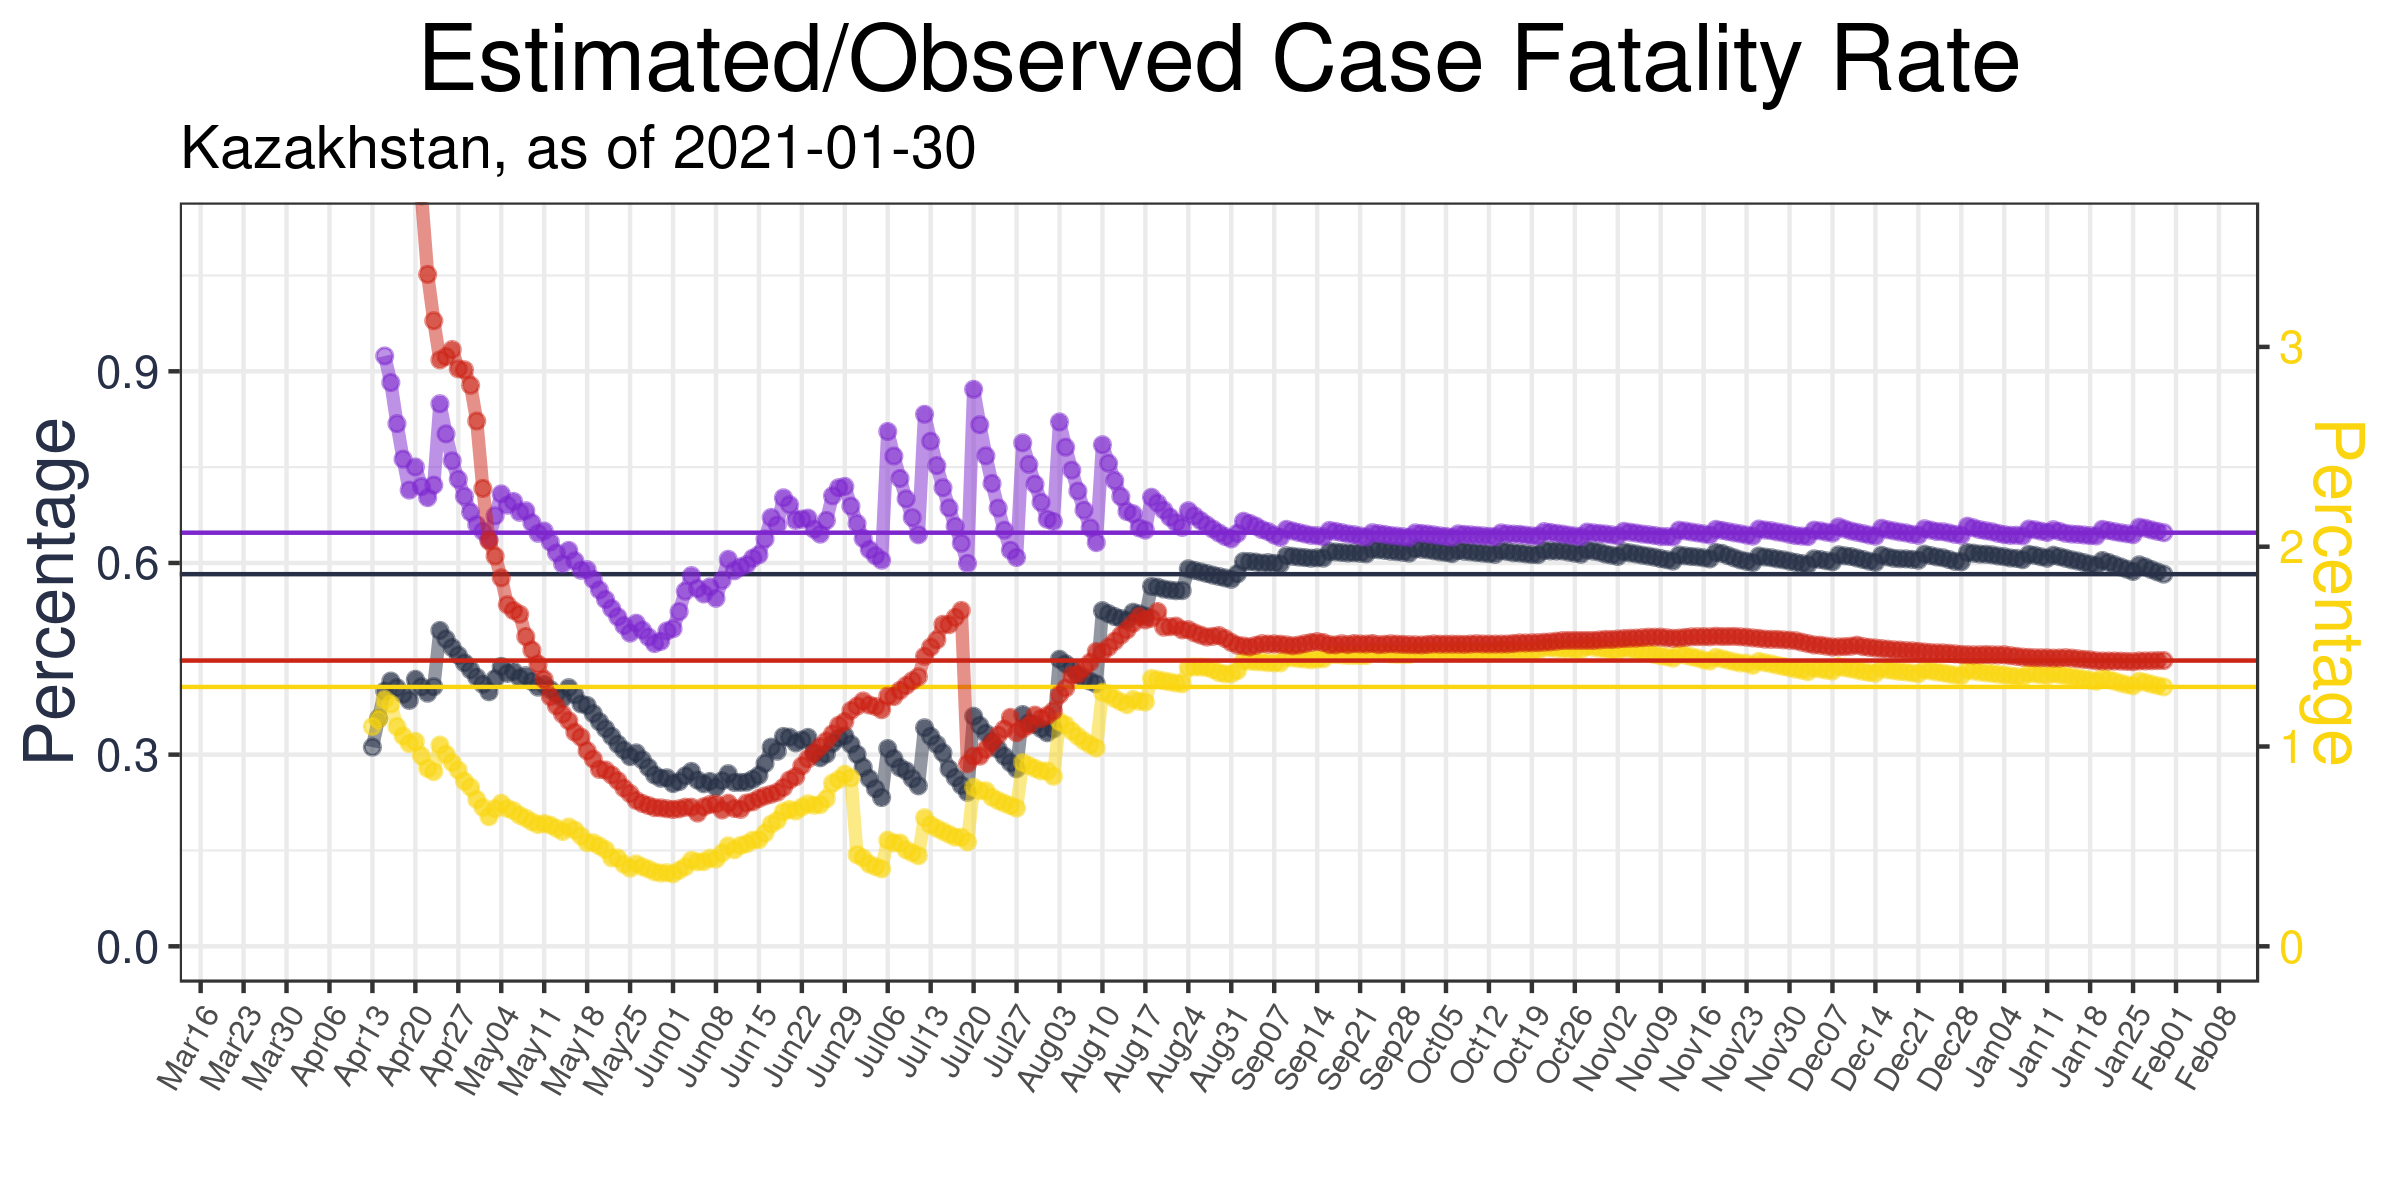 Estimated/Observed Case Fatality Rate
Kazakhstan, as of 2021-01-30
Percentage
0.9
0.6
0.3
0.0
3
2
1
0
Percentage
Mar16
Mar23
Mar30
Apr06
Apr13
Apr20
Apr27
May04
May11
May18
May25
Jun01
Jun08
Jun15
Jun22
Jun29
Jul06
Jul13
Jul20
Jul27
Aug03
Aug10
Aug17
Aug24
Aug31
Sep07
Sep14
Sep21
Sep28
Oct05
Oct12
Oct19
Oct26
Nov02
Nov09
Nov16
Nov23
Nov30
Dec07
Dec14
Dec21
Dec28
Jan04
Jan11
Jan18
Jan25
Feb01
Feb08